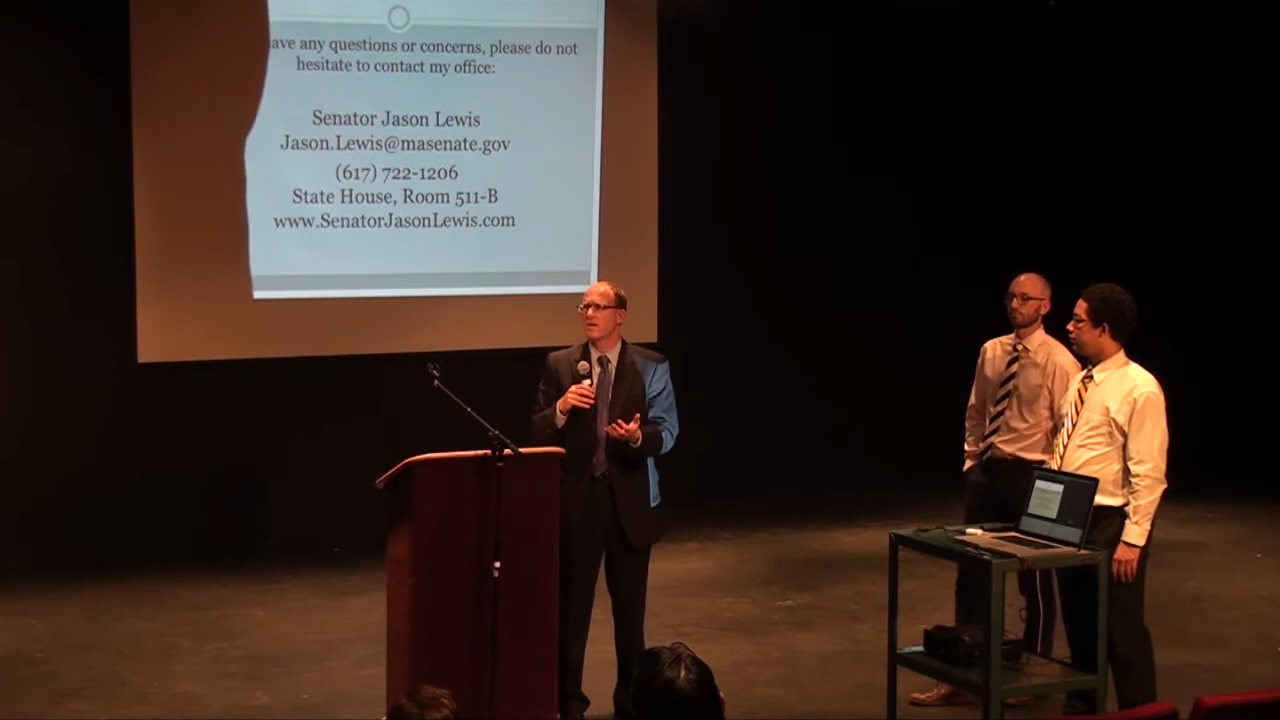 ave any questions or concerns, please do not
hesitate to contact my office:
Senator Jason Lewis
Jason.Lewis@masenate.gov
(617) 722-1206
State House, Room 511-B
www.SenatorJasonLewis.com